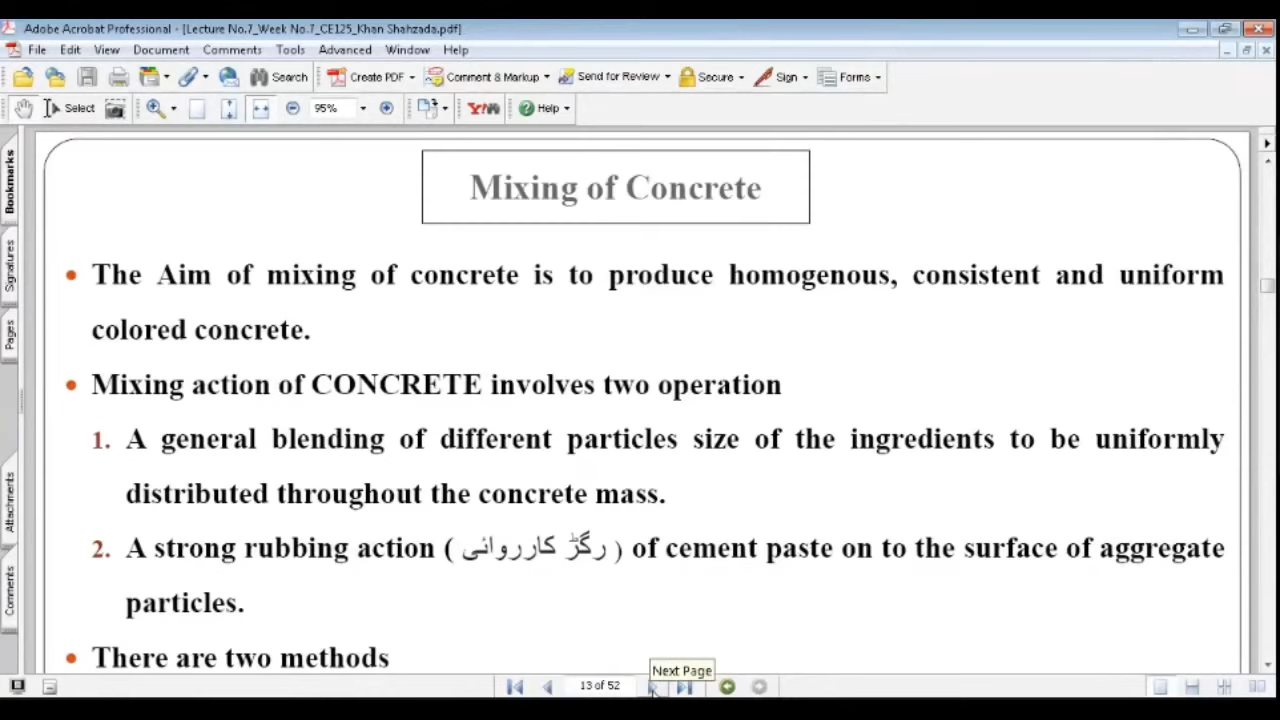 Adobe Acrobat Professional - [Lecture No.7_Week No.7_CE125_Khan Shahzada.pdf]
File Edit View Document Comments Tools Advanced Window Help
Search Create PDF Comment & Markup Send for Review Secure Sign Forms
Select 95% Y! Help
Bookmarks
Signatures
Pages
Attachments
Comments
Mixing of Concrete
• The Aim of mixing of concrete is to produce homogenous, consistent and uniform
colored concrete.
• Mixing action of CONCRETE involves two operation
1. A general blending of different particles size of the ingredients to be uniformly
distributed throughout the concrete mass.
2. A strong rubbing action ( رگڑ کارروائی ) of cement paste on to the surface of aggregate
particles.
• There are two methods
Next Page
13 of 52